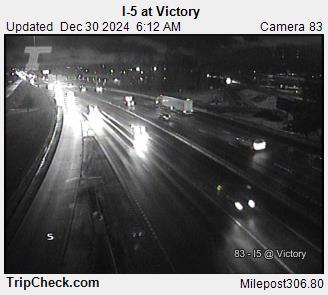 I-5 at Victory
Updated  Dec 30 2024  6:12 AM
Camera 83
S
83 - I5 @ Victory
TripCheck.com
Milepost306.80